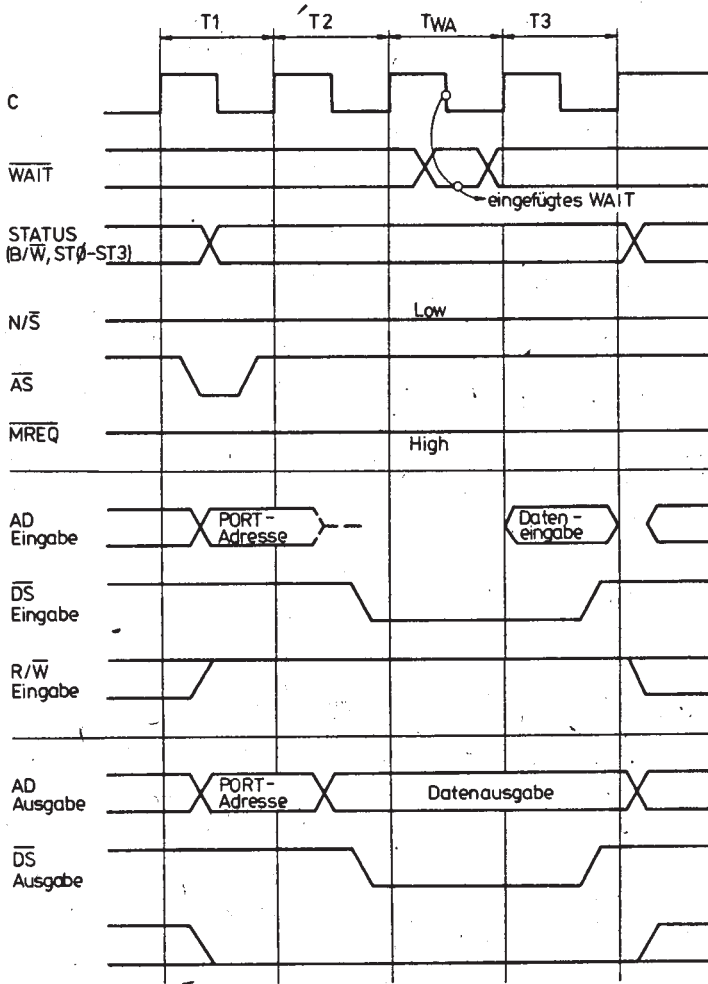 T1 T2 TWA T3
C
WAIT
eingefügtes WAIT
STATUS
(B/W, STØ-ST3)
Low
N/S
AS
MREQ
High
AD
Eingabe
PORT-
Adresse
Daten-
eingabe
DS
Eingabe
R/W
Eingabe
AD
Ausgabe
PORT-
Adresse
Datenausgabe
DS
Ausgabe